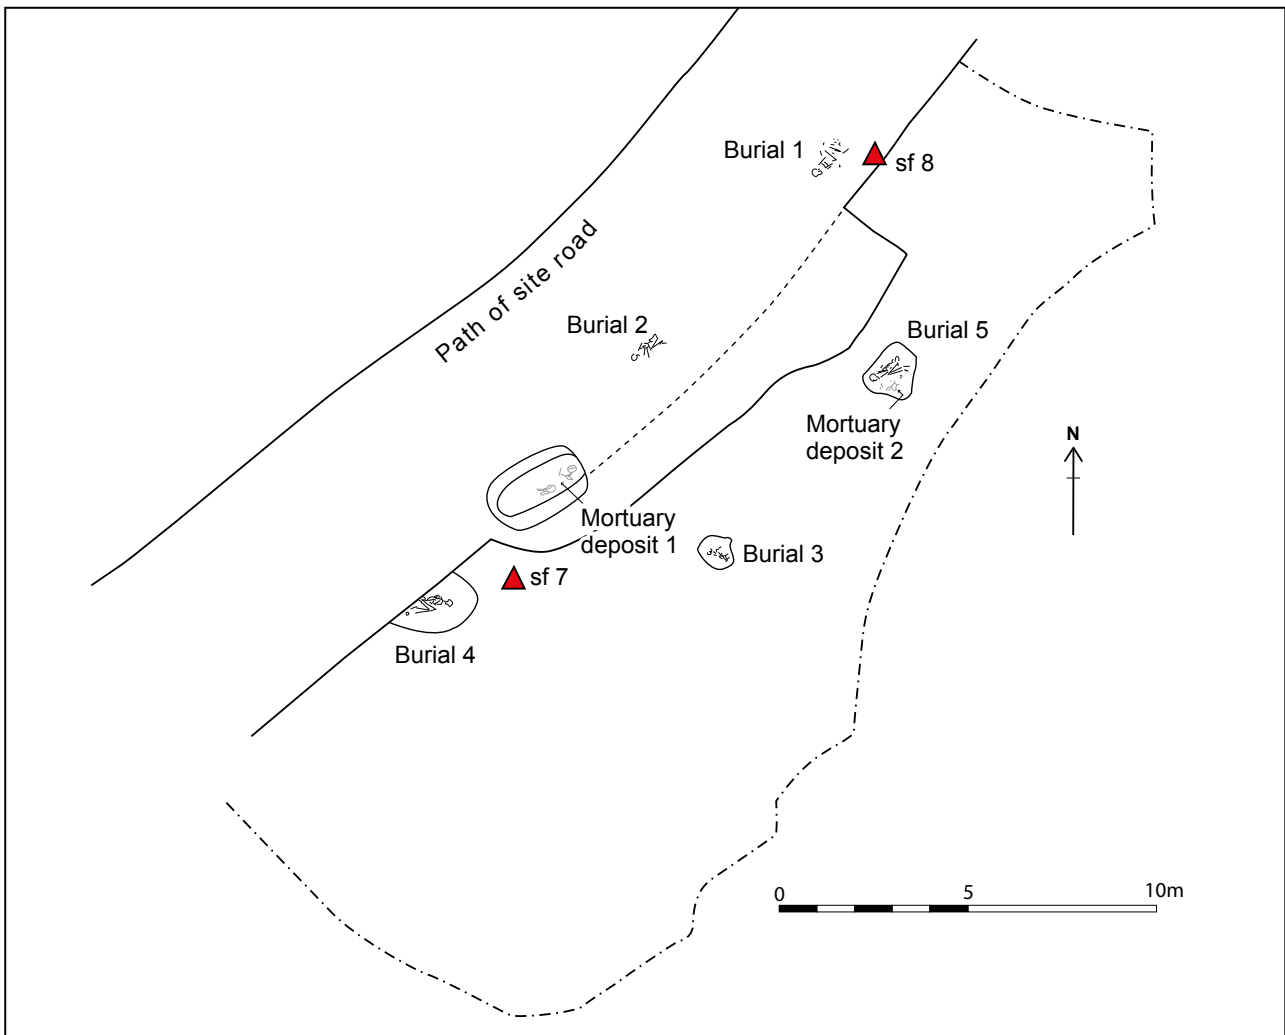 Burial 1
sf 8
Path of site road
Burial 2
Burial 5
Mortuary
deposit 2
N
Mortuary
deposit 1
Burial 3
sf 7
Burial 4
0 5 10m